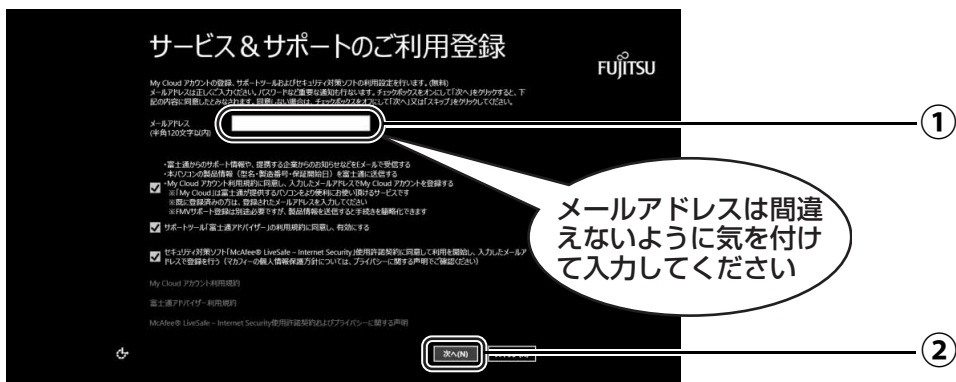 サービス＆サポートのご利用登録
FUJITSU
My Cloud アカウントの登録、サポートツールおよびセキュリティ対策ソフトの利用設定を行います。(無料)
メールアドレスは正しくご入力ください。パスワードなど重要な通知も行ないます。チェックボックスをオンにして「次へ」をクリックすると、下
記の内容に同意したとみなされます。同意しない場合は、チェックボックスをオフにして「次へ」又は「スキップ」をクリックしてください。
①
メールアドレス
(半角120文字以内)
・富士通からのサポート情報や、提携する企業からのお知らせなどをEメールで受信する
・本パソコンの製品情報（型名・製造番号・保証開始日）を富士通に送信する
・My Cloud アカウント利用規約に同意し、入力したメールアドレスでMy Cloud アカウントを登録する
※「My Cloud」は富士通が提供するパソコンをより便利にお使い頂けるサービスです
※既に登録済みの方は、登録されたメールアドレスを入力してください
※FMVサポート登録は別途必要ですが、製品情報を送信すると手続きを簡略化できます
サポートツール「富士通アドバイザー」の利用規約に同意し、有効にする
セキュリティ対策ソフト「McAfee® LiveSafe – Internet Security」使用許諾契約に同意して利用を開始し、入力したメールア
ドレスで登録を行う（マカフィーの個人情報保護方針については、プライバシーに関する声明でご確認ください）
メールアドレスは間違
えないように気を付け
て入力してください
My Cloud アカウント利用規約
富士通アドバイザー利用規約
McAfee® LiveSafe – Internet Security使用許諾契約およびプライバシーに関する声明
次へ(N)
②